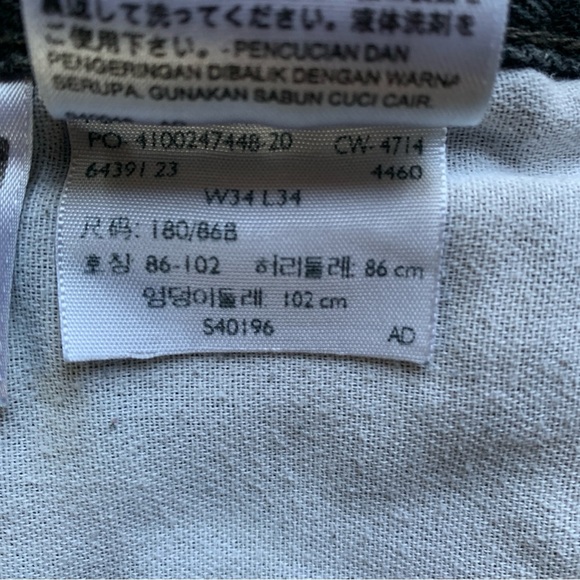 裏返して洗ってください。液体洗剤を
ご使用下さい。-PENCUCIAN DAN
PENGERINGAN DIBALIK DENGAN WARNA
SERUPA. GUNAKAN SABUN CUCI CAIR.
PO- 4100247448-20 CW- 4714
64391 23 4460
W34 L34
尺码: 180/86B
호칭 86-102 허리둘레: 86 cm
엉덩이둘레: 102 cm
S40196 AD